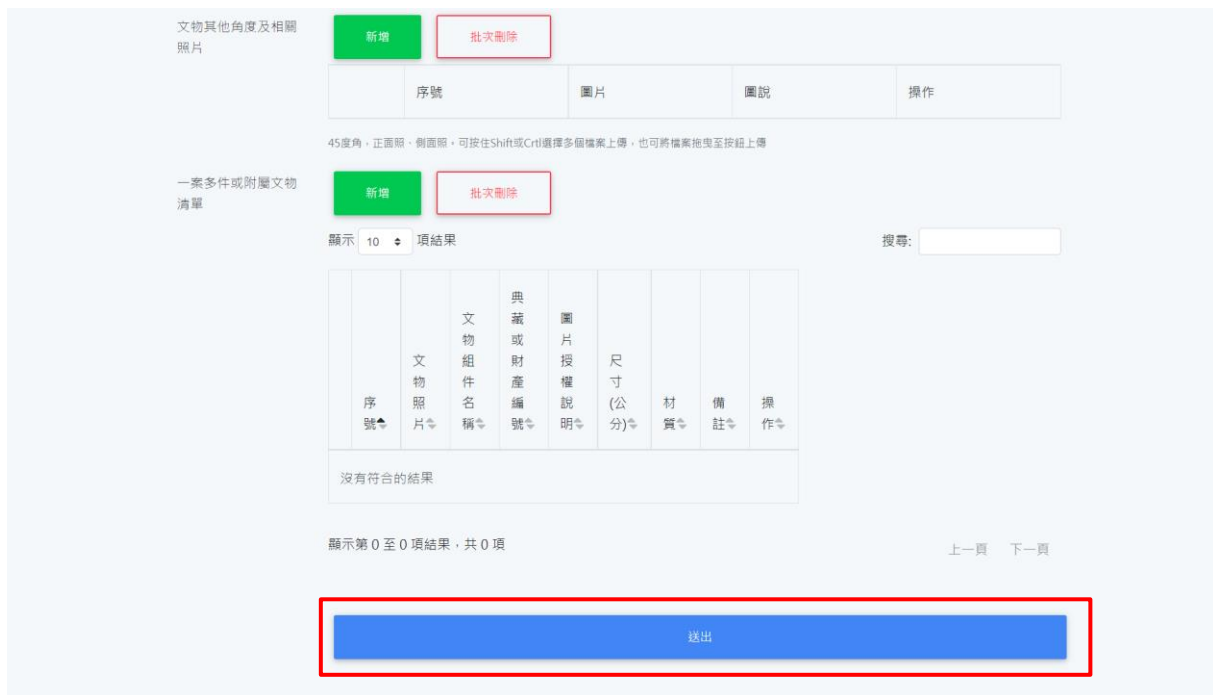 文物其他角度及相關
照片
新增
批次刪除
序號
圖片
圖說
操作
45度角，正面照、側面照。可按住Shift或Crtl選擇多個檔案上傳，也可將檔案拖曳至按鈕上傳
一案多件或附屬文物
清單
新增
批次刪除
顯示 10 項結果
搜尋:
序號
文物照片
文物組件名稱
典藏或財產編號
圖片授權說明
尺寸(公分)
材質
備註
操作
沒有符合的結果
顯示第 0 至 0 項結果，共 0 項
上一頁 下一頁
送出